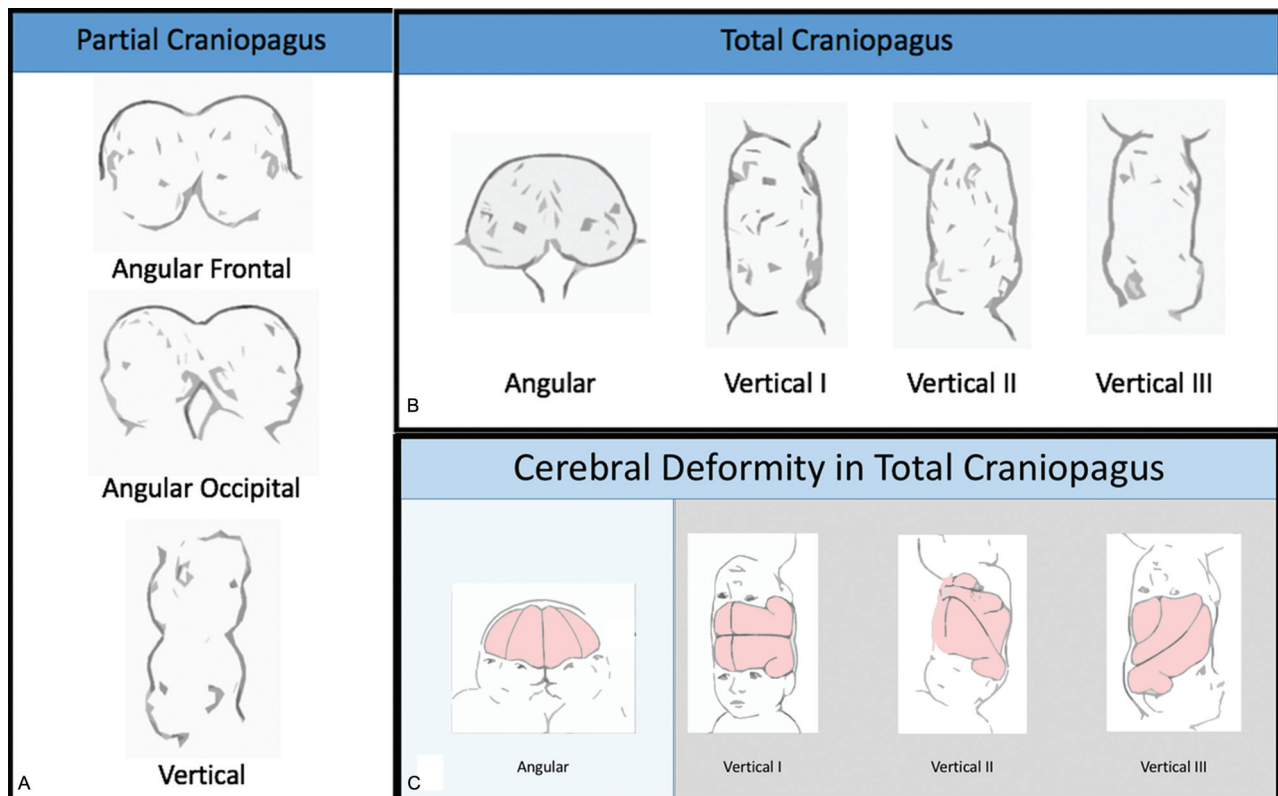 Partial Craniopagus
Angular Frontal
Angular Occipital
Vertical
A
Total Craniopagus
Angular
Vertical I
Vertical II
Vertical III
B
Cerebral Deformity in Total Craniopagus
Angular
Vertical I
Vertical II
Vertical III
C